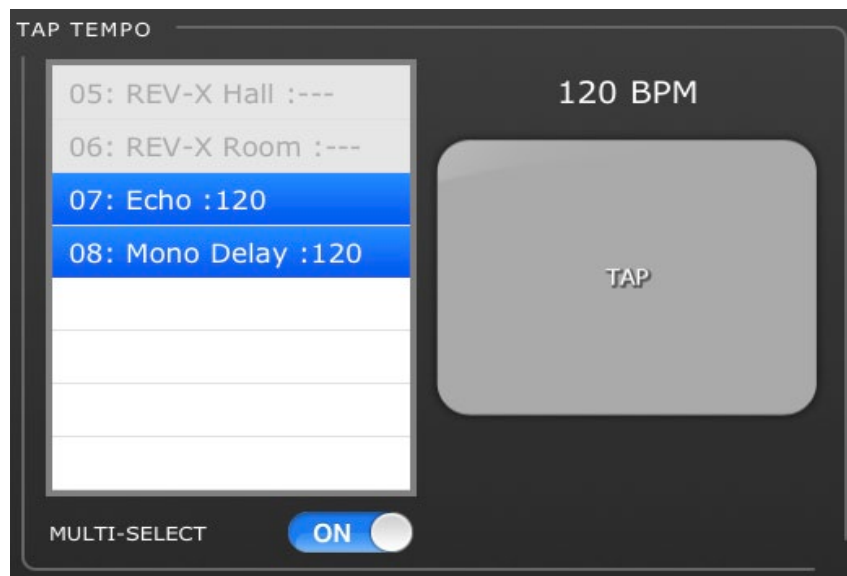 TAP TEMPO
05: REV-X Hall :---
06: REV-X Room :---
07: Echo :120
08: Mono Delay :120
120 BPM
TAP
MULTI-SELECT
ON